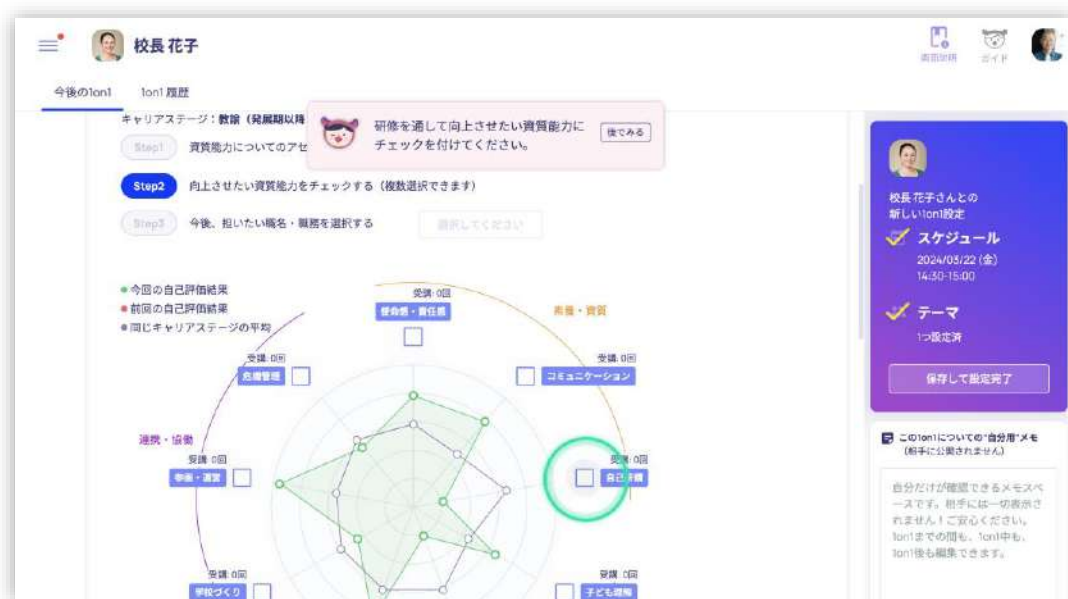 校長 花子
画面説明
ガイド
今後の1on1
1on1 履歴
キャリアステージ：教諭（発展期以降
研修を通して向上させたい資質能力に
チェックを付けてください。
後でみる
Step1
資質能力についてのアセ
Step2
向上させたい資質能力をチェックする（複数選択できます）
Step3
今後、担いたい職名・職務を選択する
選択してください
今回の自己評価結果
前回の自己評価結果
同じキャリアステージの平均
受講: 0回
使命感・責任感
素養・資質
受講: 0回
危機管理
受講: 0回
コミュニケーション
連携・協働
受講: 0回
参画・運営
受講: 0回
自己
受講: 0回
学校づくり
受講: 0回
子ども理解
校長 花子さんとの
新しい1on1設定
スケジュール
2024/03/22 (金)
14:30-15:00
テーマ
1つ設定済
保存して設定完了
この1on1についての"自分用"メモ
（相手に公開されません）
自分だけが確認できるメモスペ
ースです。相手には一切表示さ
れません！ご安心ください。
1on1までの間も、1on1中も、
1on1後も編集できます。